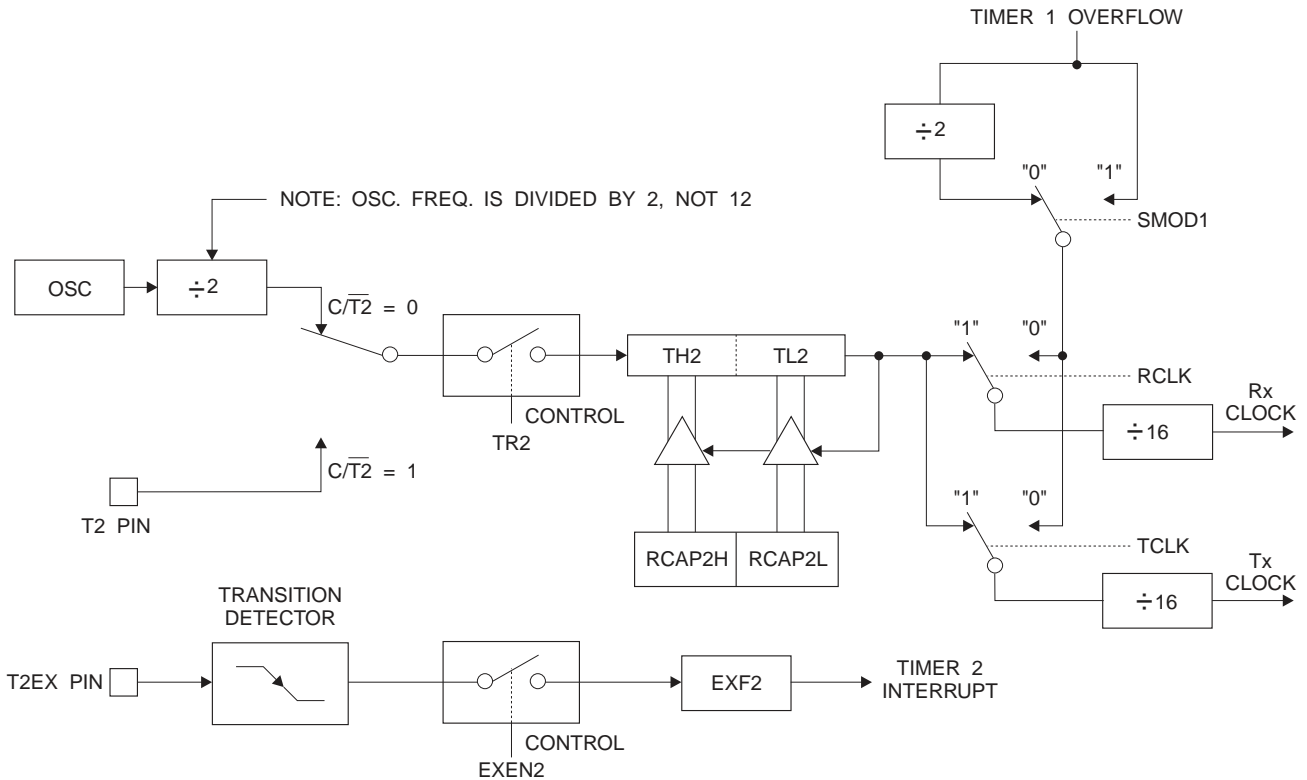 TIMER 1 OVERFLOW
÷2
"0" "1"
NOTE: OSC. FREQ. IS DIVIDED BY 2, NOT 12
SMOD1
OSC
÷2
C/T2̅ = 0
"1" "0"
TH2 TL2
RCLK
Rx
CLOCK
CONTROL
TR2
÷16
C/T2̅ = 1
T2 PIN
"1" "0"
TCLK
RCAP2H RCAP2L
Tx
CLOCK
÷16
TRANSITION
DETECTOR
T2EX PIN
EXF2
TIMER 2
INTERRUPT
CONTROL
EXEN2